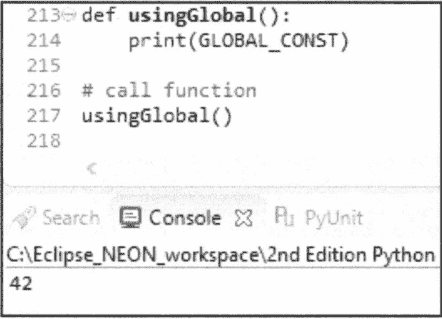 213 def usingGlobal():
214     print(GLOBAL_CONST)
215
216 # call function
217 usingGlobal()
218
Search Console PyUnit
C:\Eclipse_NEON_workspace\2nd Edition Python
42